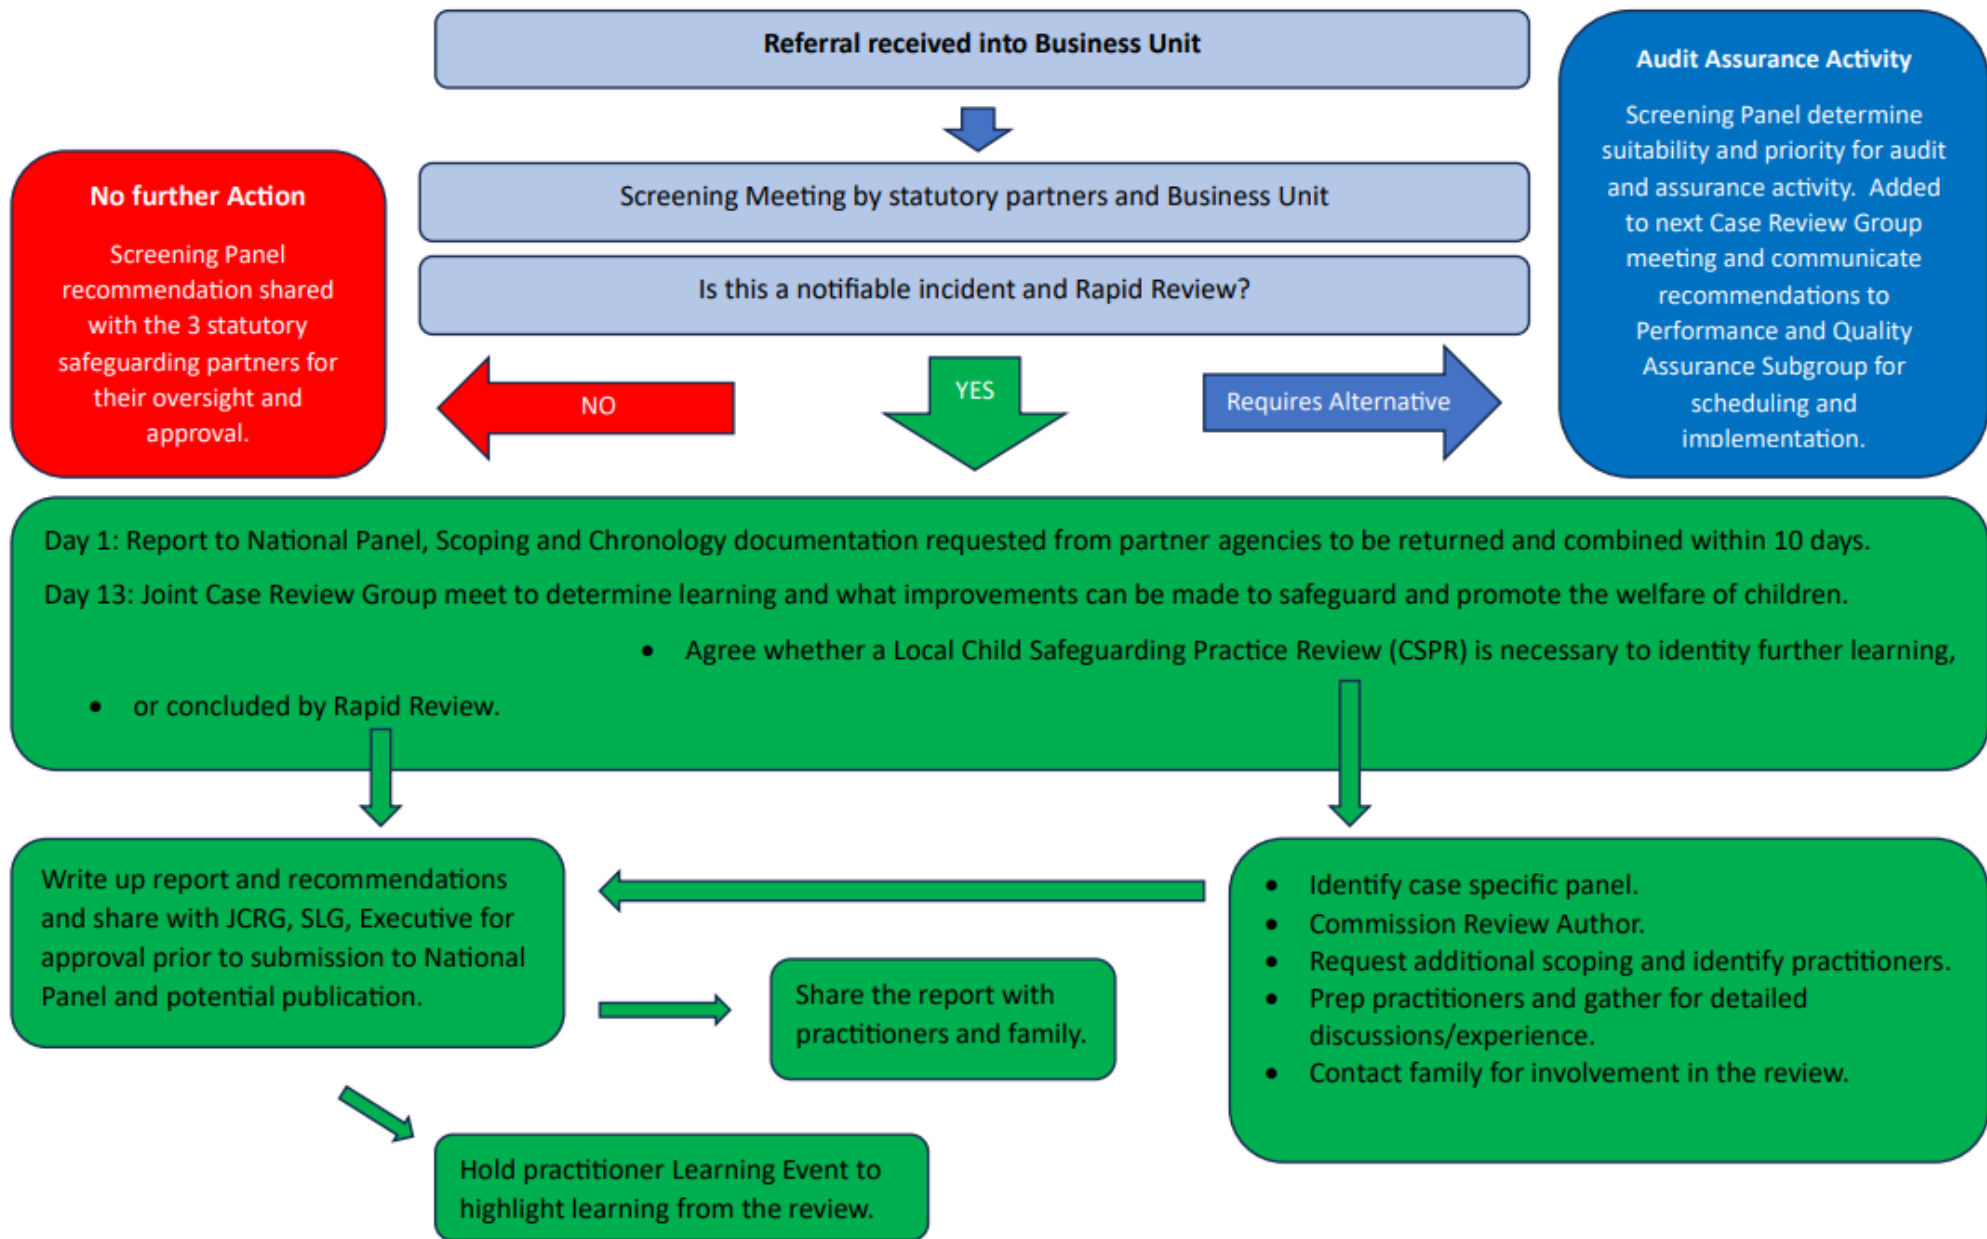 Referral received into Business Unit
Screening Meeting by statutory partners and Business Unit
Is this a notifiable incident and Rapid Review?
No further Action
Screening Panel
recommendation shared
with the 3 statutory
safeguarding partners for
their oversight and
approval.
NO
YES
Requires Alternative
Audit Assurance Activity
Screening Panel determine
suitability and priority for audit
and assurance activity. Added
to next Case Review Group
meeting and communicate
recommendations to
Performance and Quality
Assurance Subgroup for
scheduling and
implementation.
Day 1: Report to National Panel, Scoping and Chronology documentation requested from partner agencies to be returned and combined within 10 days.
Day 13: Joint Case Review Group meet to determine learning and what improvements can be made to safeguard and promote the welfare of children.
• Agree whether a Local Child Safeguarding Practice Review (CSPR) is necessary to identity further learning,
• or concluded by Rapid Review.
Write up report and recommendations
and share with JCRG, SLG, Executive for
approval prior to submission to National
Panel and potential publication.
Share the report with
practitioners and family.
Hold practitioner Learning Event to
highlight learning from the review.
• Identify case specific panel.
• Commission Review Author.
• Request additional scoping and identify practitioners.
• Prep practitioners and gather for detailed
discussions/experience.
• Contact family for involvement in the review.